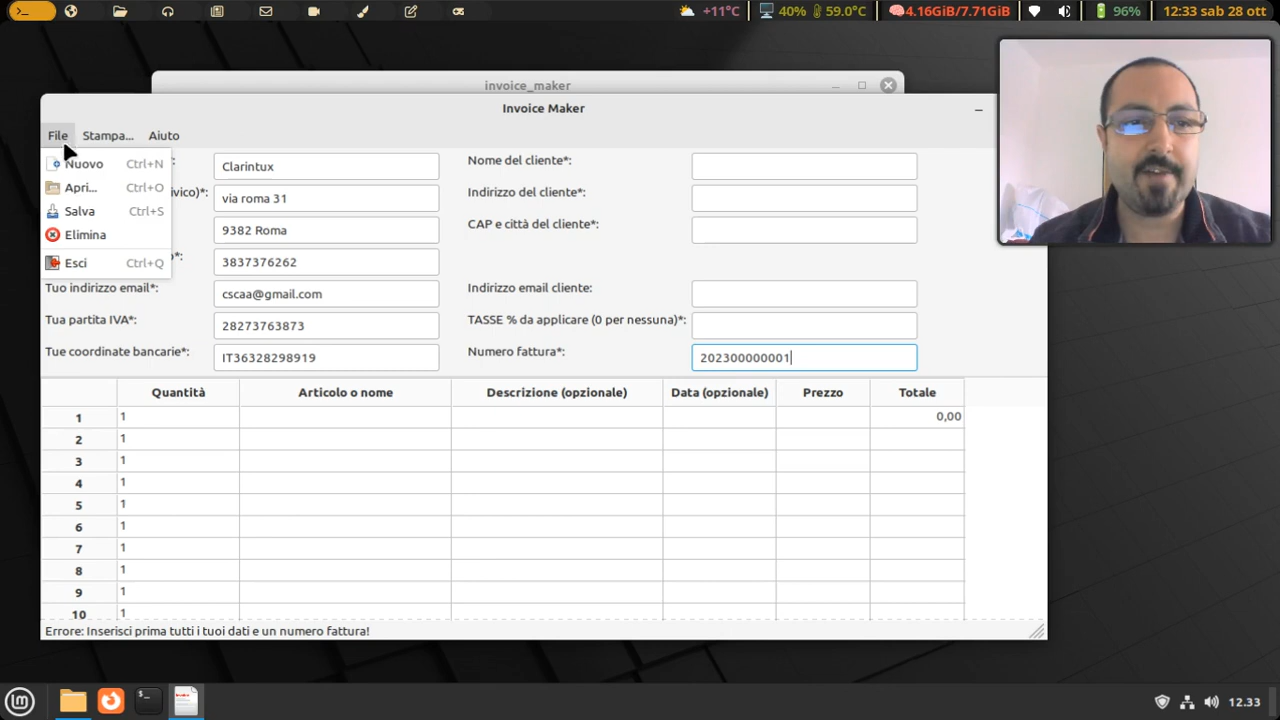 +11°C
40%
59.0°C
4.16GiB/7.71GiB
96%
12:33 sab 28 ott
invoice_maker
Invoice Maker
File Stampa... Aiuto
Nuovo Ctrl+N
Apri... Ctrl+O
Salva Ctrl+S
Elimina
Esci Ctrl+Q
*: Clarintux
Nome del cliente*:
ivico)*: via roma 31
Indirizzo del cliente*:
9382 Roma
CAP e città del cliente*:
o*: 3837376262
Tuo indirizzo email*: cscaa@gmail.com
Indirizzo email cliente:
Tua partita IVA*: 28273763873
TASSE % da applicare (0 per nessuna)*:
Tue coordinate bancarie*: IT36328298919
Numero fattura*: 202300000001
Quantità Articolo o nome Descrizione (opzionale) Data (opzionale) Prezzo Totale
1 1 0,00
2 1
3 1
4 1
5 1
6 1
7 1
8 1
9 1
10 1
Errore: Inserisci prima tutti i tuoi dati e un numero fattura!
12.33